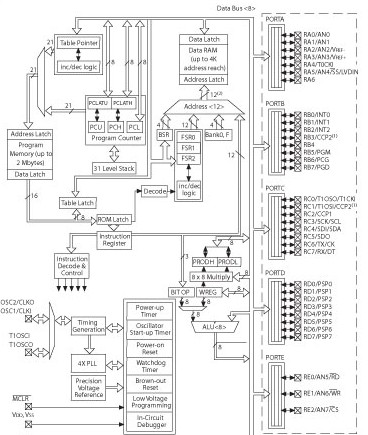 Data Bus <8>
PORTA
RA0/AN0
RA1/AN1
RA2/AN2/VREF-
RA3/AN3/VREF+
RA4/T0CKI
RA5/AN4/SS/LVDIN
RA6
Table Pointer
inc/dec logic
21
21
8
8
8
Data Latch
Data RAM
(up to 4K
address reach)
Address Latch
12(2)
Address <12>
PCLATU
PCLATH
PCU
PCH
PCL
Program Counter
31 Level Stack
4
12
4
BSR
FSR0
FSR1
FSR2
Bank0, F
12
inc/dec
logic
Address Latch
Program
Memory (up to
2 Mbytes)
Data Latch
16
Table Latch
8
ROM Latch
Decode
Instruction
Register
Instruction
Decode &
Control
PORTB
RB0/INT0
RB1/INT1
RB2/INT2
RB3/CCP2(1)
RB4
RB5/PGM
RB6/PCG
RB7/PGD
PORTC
RC0/T1OSO/T1CKI
RC1/T1OSI/CCP2(1)
RC2/CCP1
RC3/SCK/SCL
RC4/SDI/SDA
RC5/SDO
RC6/TX/CK
RC7/RX/DT
8
PRODH
PRODL
8 x 8 Multiply
8
3
BIT OP
WREG
8
8
8
8
ALU<8>
8
PORTD
RD0/PSP0
RD1/PSP1
RD2/PSP2
RD3/PSP3
RD4/PSP4
RD5/PSP5
RD6/PSP6
RD7/PSP7
PORTE
RE0/AN5/RD
RE1/AN6/WR
RE2/AN7/CS
OSC2/CLKO
OSC1/CLKI
T1OSCI
T1OSCO
Timing
Generation
4X PLL
Precision
Voltage
Reference
Power-up
Timer
Oscillator
Start-up Timer
Power-on
Reset
Watchdog
Timer
Brown-out
Reset
Low Voltage
Programming
In-Circuit
Debugger
MCLR
VDD, VSS